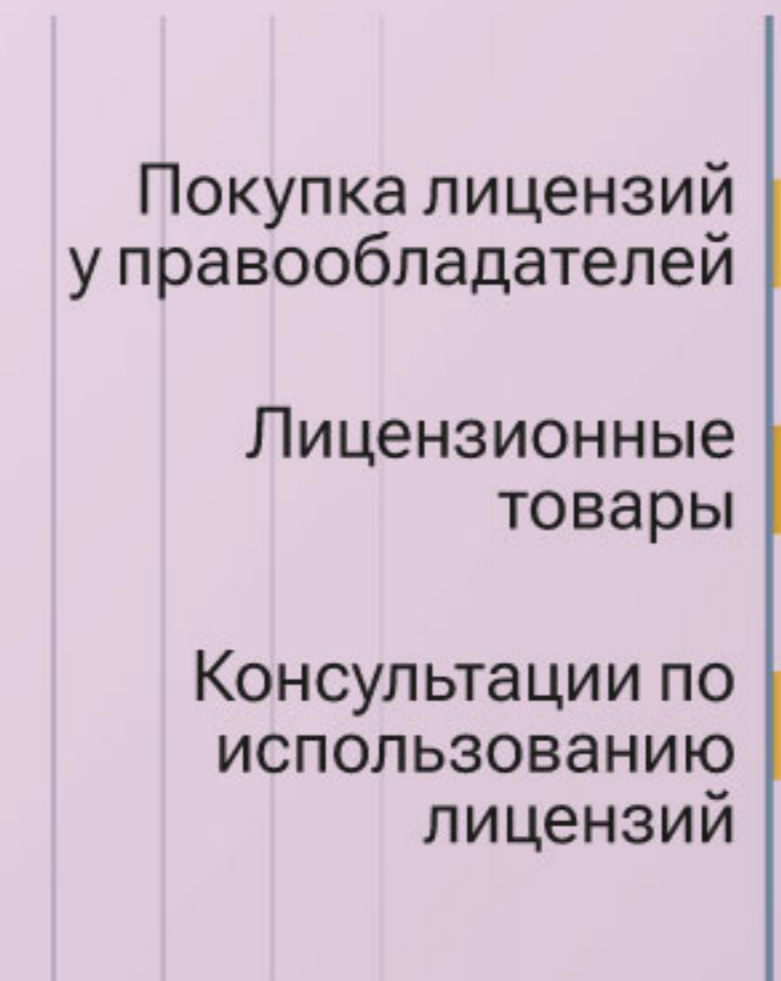 Покупка лицензий
у правообладателей
Лицензионные
товары
Консультации по
использованию
лицензий